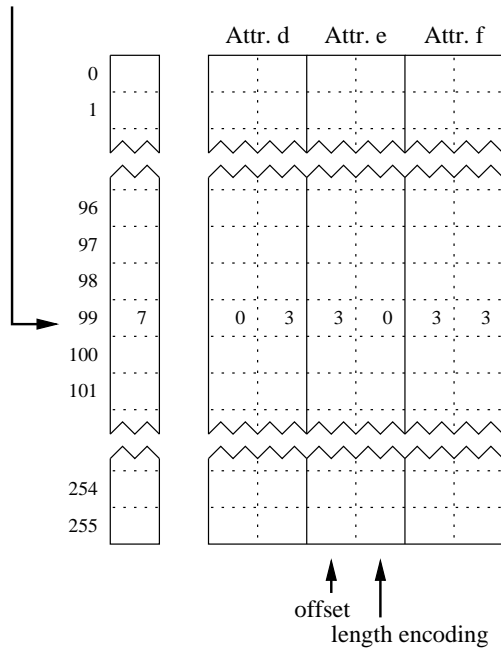 Attr. d Attr. e Attr. f
0
1
96
97
98
99 7 0 3 3 0 3 3
100
101
254
255
offset
length encoding